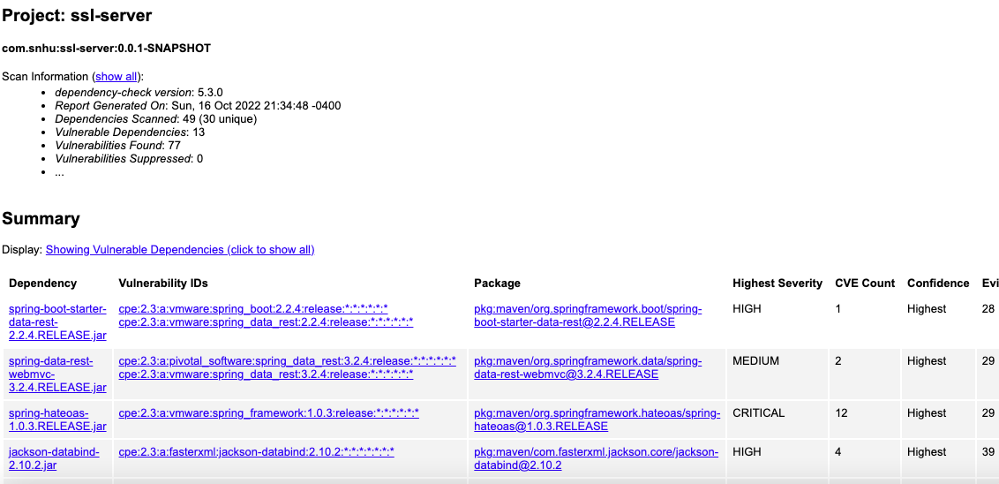 Project: ssl-server
com.snhu:ssl-server:0.0.1-SNAPSHOT
Scan Information (show all):
• dependency-check version: 5.3.0
• Report Generated On: Sun, 16 Oct 2022 21:34:48 -0400
• Dependencies Scanned: 49 (30 unique)
• Vulnerable Dependencies: 13
• Vulnerabilities Found: 77
• Vulnerabilities Suppressed: 0
• ...
Summary
Display: Showing Vulnerable Dependencies (click to show all)
Dependency Vulnerability IDs Package Highest Severity CVE Count Confidence Evi
spring-boot-starter- cpe:2.3:a:vmware:spring_boot:2.2.4:release:*:*:*:*:*:* pkg:maven/org.springframework.boot/spring- HIGH 1 Highest 28
data-rest- cpe:2.3:a:vmware:spring_data_rest:2.2.4:release:*:*:*:*:*:* boot-starter-data-rest@2.2.4.RELEASE
2.2.4.RELEASE.jar
spring-data-rest- cpe:2.3:a:pivotal_software:spring_data_rest:3.2.4:release:*:*:*:*:*:* pkg:maven/org.springframework.data/spring- MEDIUM 2 Highest 29
webmvc- cpe:2.3:a:vmware:spring_data_rest:3.2.4:release:*:*:*:*:*:* data-rest-webmvc@3.2.4.RELEASE
3.2.4.RELEASE.jar
spring-hateoas- cpe:2.3:a:vmware:spring_framework:1.0.3:release:*:*:*:*:*:* pkg:maven/org.springframework.hateoas/spring- CRITICAL 12 Highest 29
1.0.3.RELEASE.jar hateoas@1.0.3.RELEASE
jackson-databind- cpe:2.3:a:fasterxml:jackson-databind:2.10.2:*:*:*:*:*:*:* pkg:maven/com.fasterxml.jackson.core/jackson- HIGH 4 Highest 39
2.10.2.jar databind@2.10.2